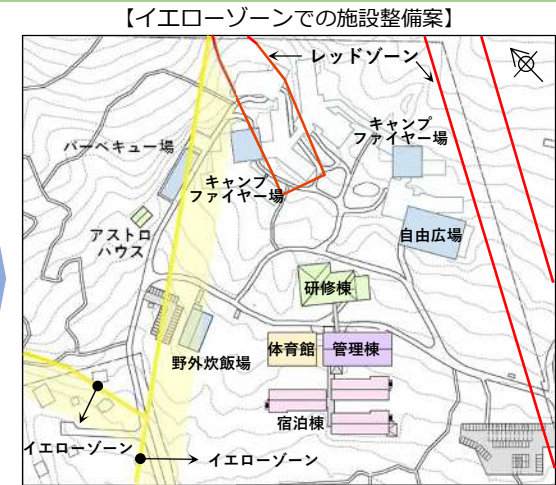 【イエローゾーンでの施設整備案】
レッドゾーン
キャンプ
ファイヤー場
バーベキュー場
キャンプ
ファイヤー場
アストロ
ハウス
自由広場
研修棟
体育館
管理棟
野外炊飯場
宿泊棟
イエローゾーン
イエローゾーン